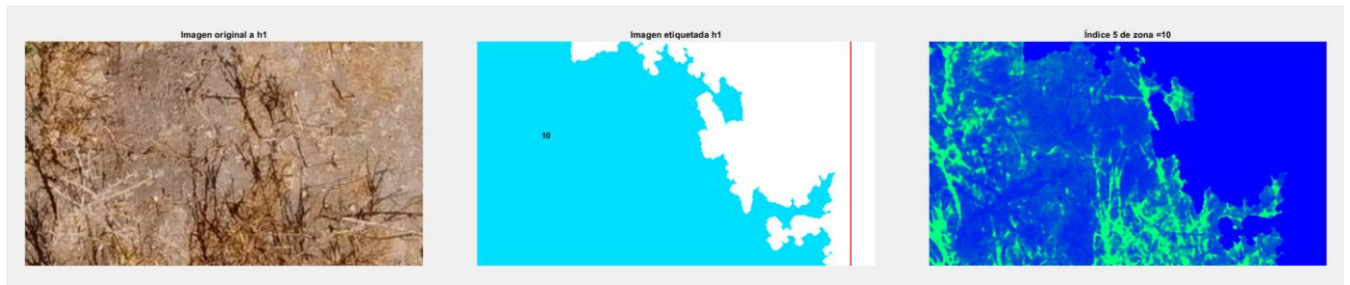 Imagen original a h1
Imagen etiquetada h1
Índice 5 de zona =10
10